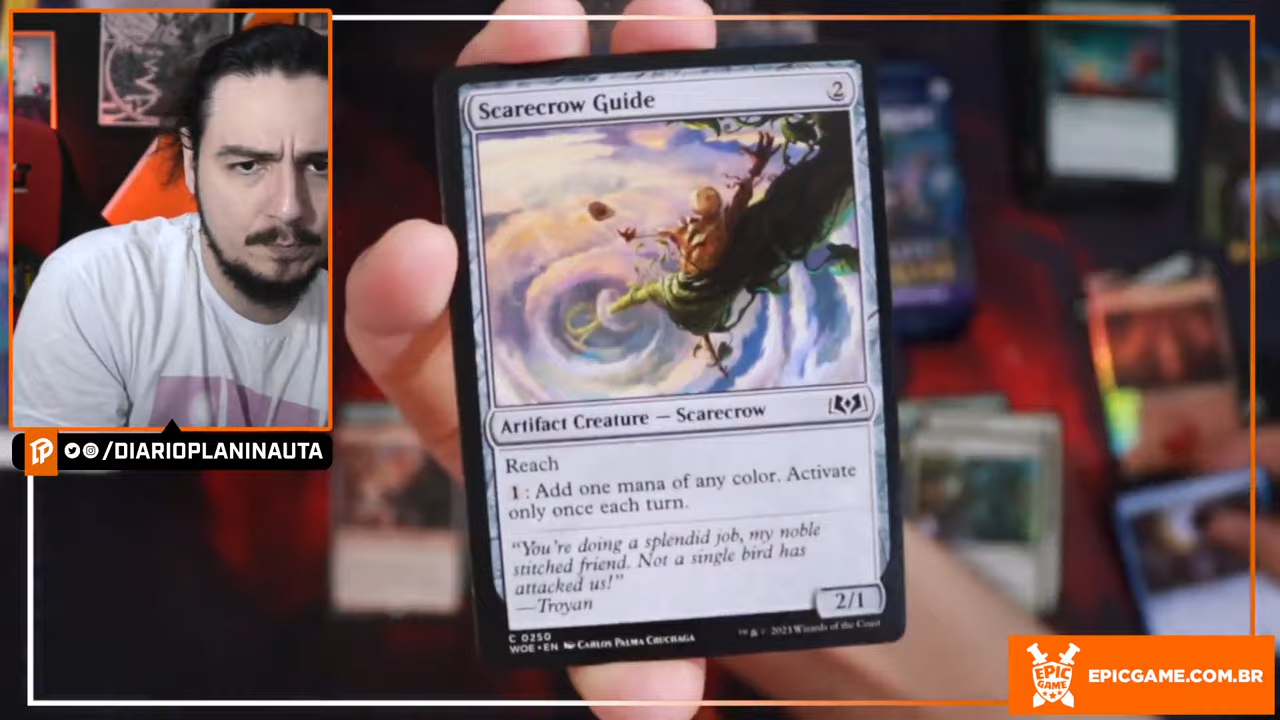 Scarecrow Guide
2
Artifact Creature — Scarecrow
Reach
1 : Add one mana of any color. Activate
only once each turn.
“You’re doing a splendid job, my noble
stitched friend. Not a single bird has
attacked us!”
—Troyan
2/1
C 0250
WOE • EN CARLOS PALMA CRUCHAGA
™ & © 2023 Wizards of the Coast
/DIARIOPLANINAUTA
EPIC
GAME
EPICGAME.COM.BR